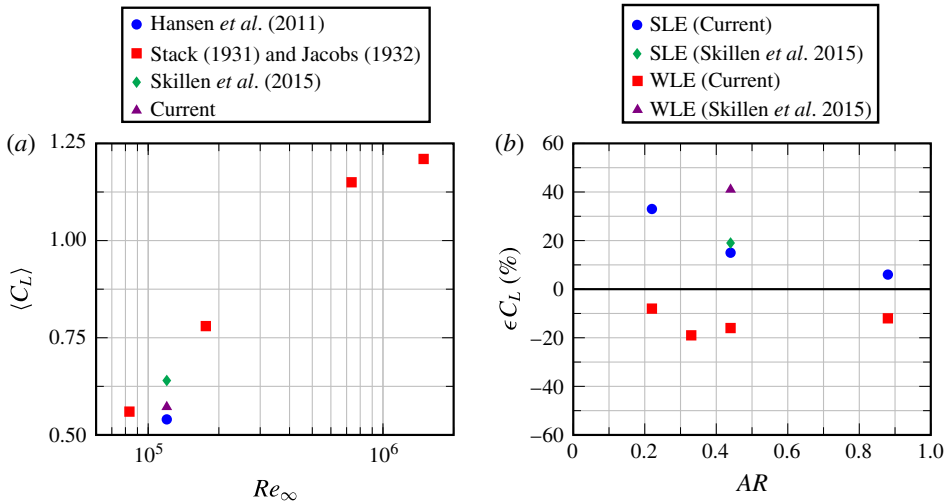 Hansen et al. (2011)
Stack (1931) and Jacobs (1932)
Skillen et al. (2015)
Current
SLE (Current)
SLE (Skillen et al. 2015)
WLE (Current)
WLE (Skillen et al. 2015)
(a)
1.25
1.00
0.75
0.50
⟨C_L⟩
10^5
10^6
Re_∞
(b)
60
40
20
0
−20
−40
−60
ϵC_L (%)
0
0.2
0.4
0.6
0.8
1.0
AR